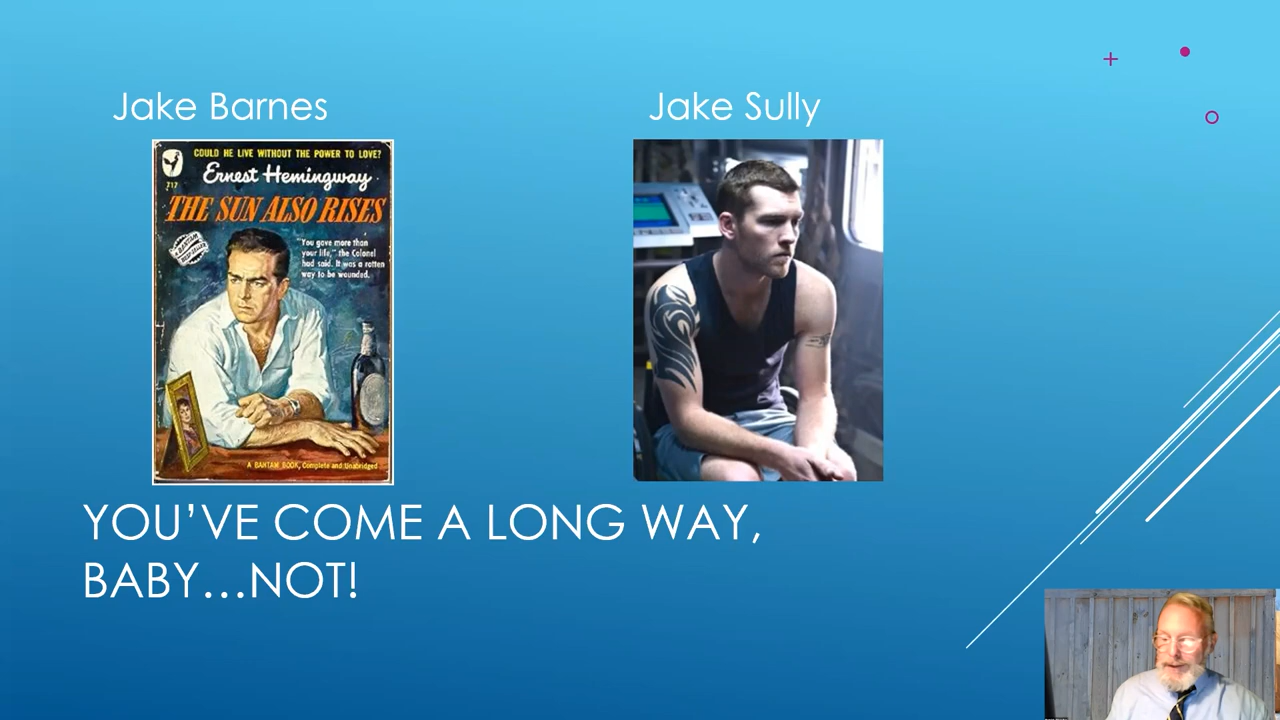 Jake Barnes
Jake Sully
COULD HE LIVE WITHOUT THE POWER TO LOVE?
Ernest Hemingway
717
THE SUN ALSO RISES
"You gave more than
your life," the Colonel
had said. It was a rotten
way to be wounded.
A BANTAM BOOK, Complete and Unabridged
YOU'VE COME A LONG WAY,
BABY...NOT!